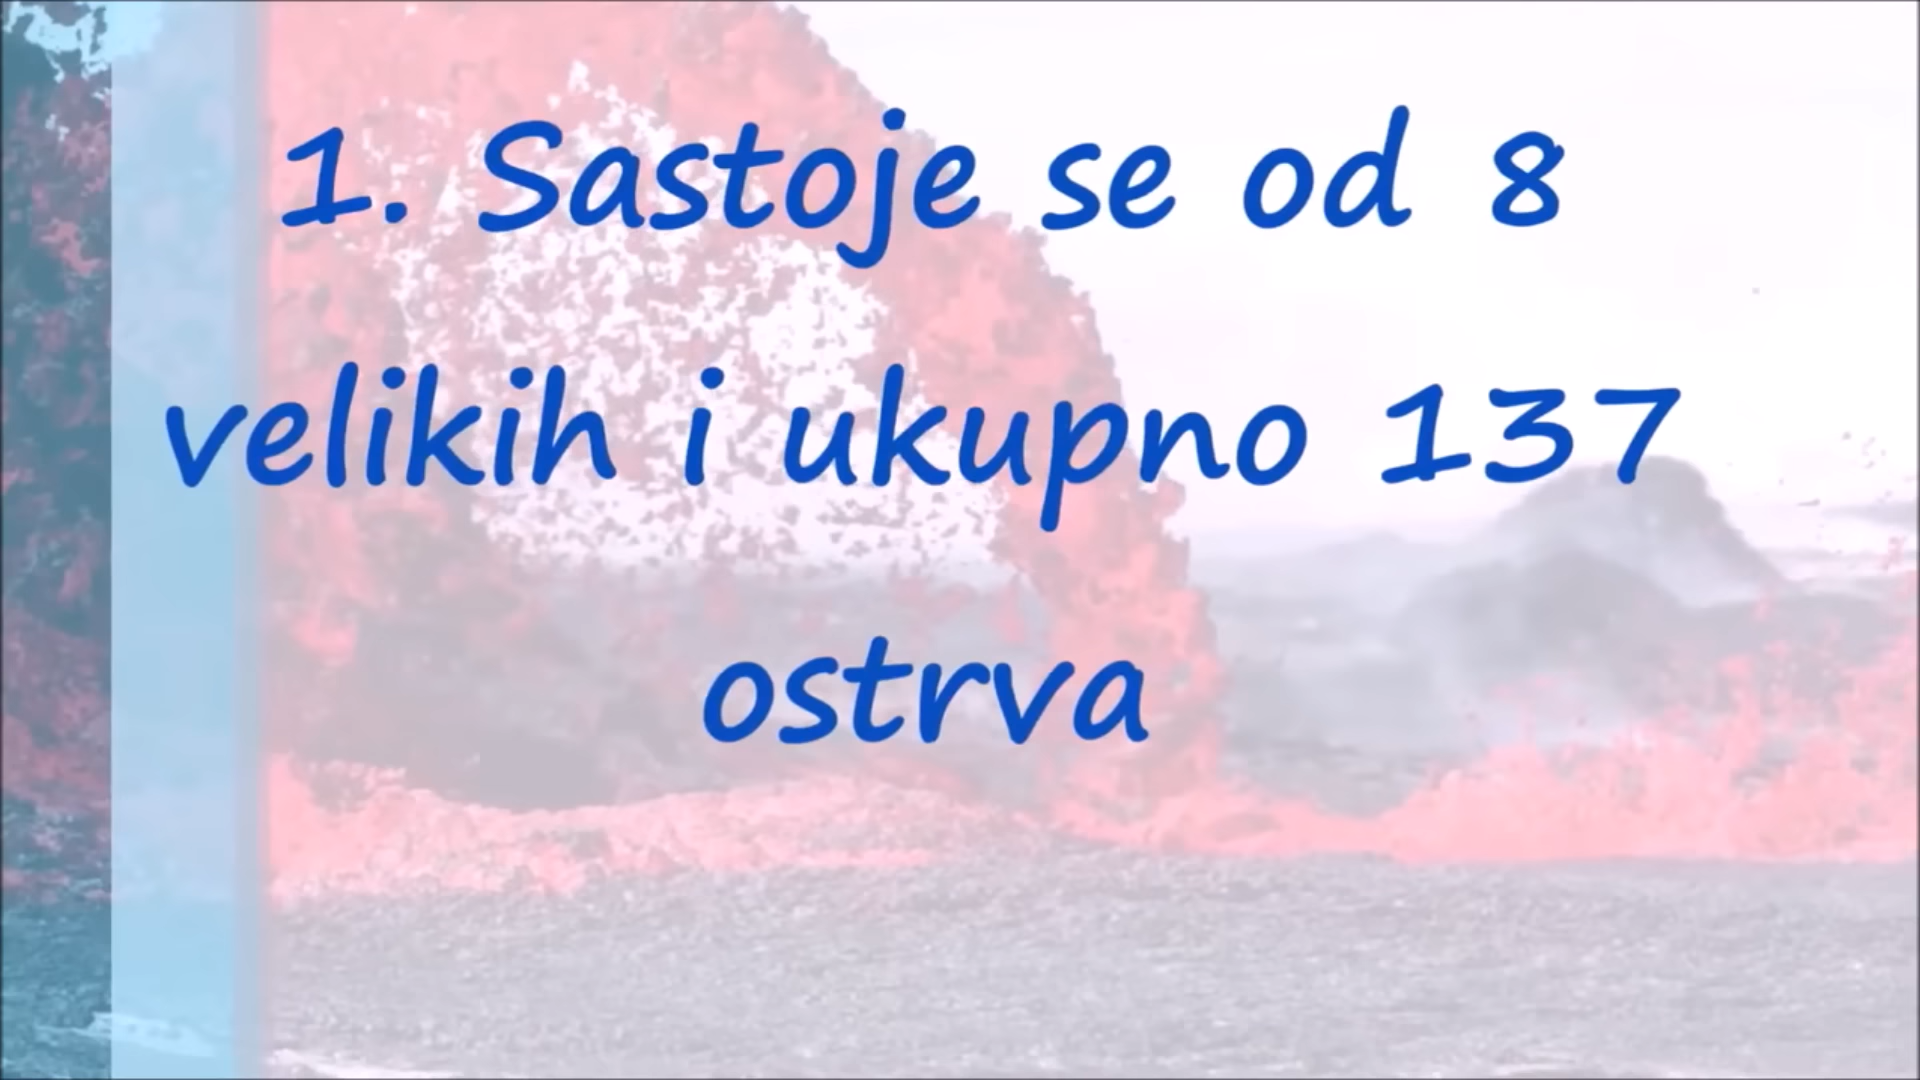 1. Sastoje se od 8
velikih i ukupno 137
ostrva